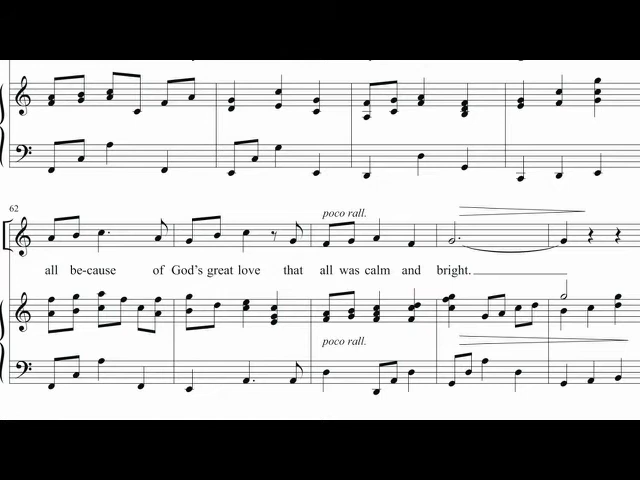 62
poco rall.
all be-cause of God's great love that all was calm and bright.
poco rall.